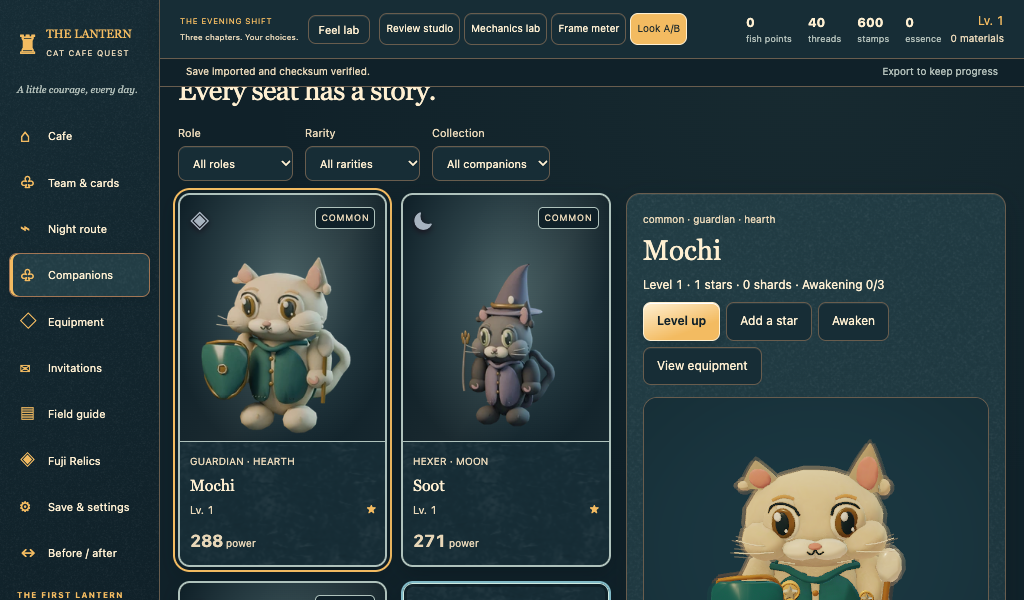 THE LANTERN
CAT CAFE QUEST
A little courage, every day.
Cafe
Team & cards
Night route
Companions
Equipment
Invitations
Field guide
Fuji Relics
Save & settings
Before / after
THE FIRST LANTERN
THE EVENING SHIFT
Three chapters. Your choices.
Feel lab
Review studio
Mechanics lab
Frame meter
Look A/B
0
fish points
40
threads
600
stamps
0
essence
Lv. 1
0 materials
Save imported and checksum verified.
Export to keep progress
Every seat has a story.
Role
Rarity
Collection
All roles
All rarities
All companions
COMMON
GUARDIAN · HEARTH
Mochi
Lv. 1
288 power
COMMON
HEXER · MOON
Soot
Lv. 1
271 power
common · guardian · hearth
Mochi
Level 1 · 1 stars · 0 shards · Awakening 0/3
Level up
Add a star
Awaken
View equipment